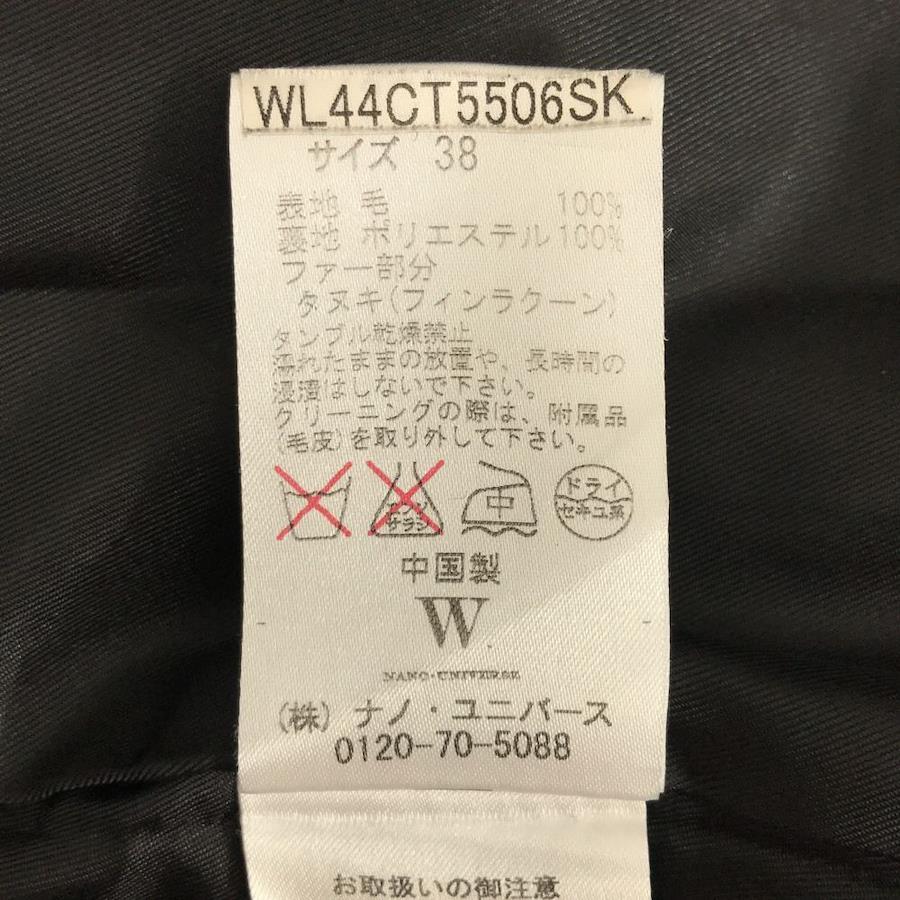 WL44CT5506SK
サイズ 38
表地 毛 100%
裏地 ポリエステル 100%
ファー部分
タヌキ(フィンラクーン)
タンブル乾燥禁止
濡れたままの放置や、長時間の
浸漬はしないで下さい。
クリーニングの際は、附属品
(毛皮)を取り外して下さい。
エンソ
サラシ
中
ドライ
セキユ系
中国製
W.
NANO・UNIVERSE
(株) ナノ・ユニバース
0120-70-5088
お取扱いの御注意